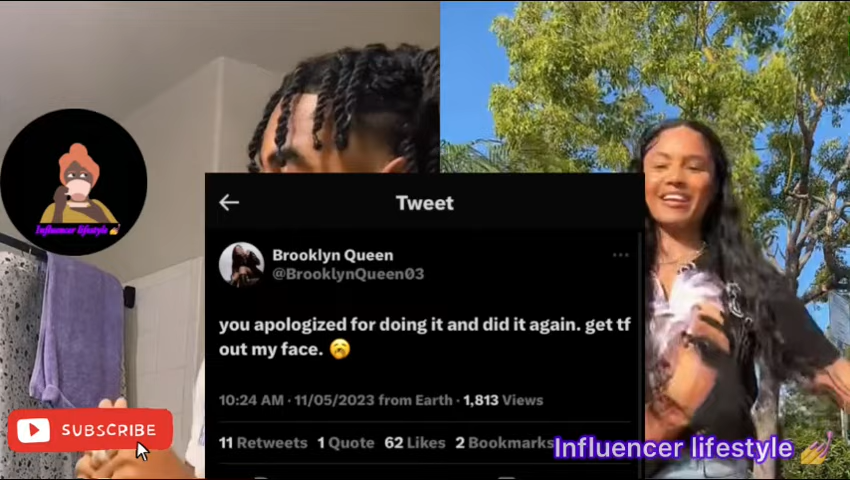 Influencer lifestyle 💅
SUBSCRIBE
Tweet
Brooklyn Queen
@BrooklynQueen03
you apologized for doing it and did it again. get tf
out my face. 🥱
10:24 AM · 11/05/2023 from Earth · 1,813 Views
11 Retweets 1 Quote 62 Likes 2 Bookmarks
Influencer lifestyle 💅